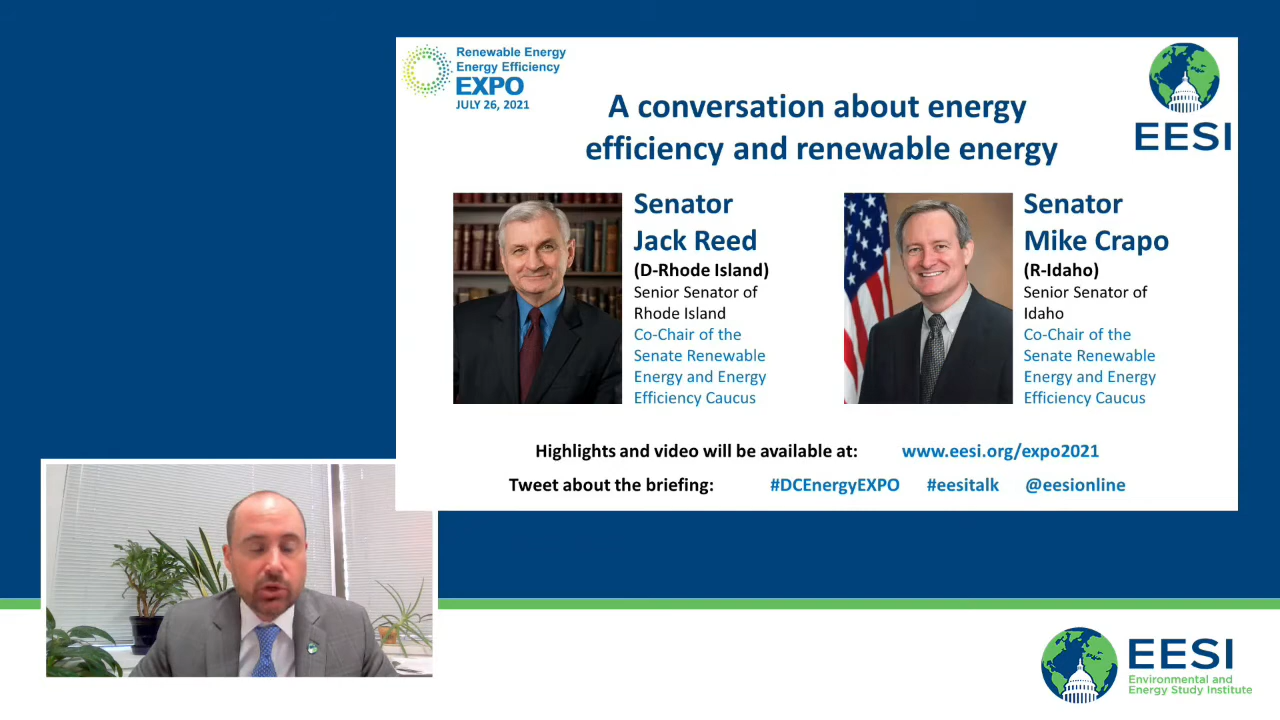 Renewable Energy
Energy Efficiency
EXPO
JULY 26, 2021
EESI
A conversation about energy
efficiency and renewable energy
Senator
Jack Reed
(D-Rhode Island)
Senior Senator of
Rhode Island
Co-Chair of the
Senate Renewable
Energy and Energy
Efficiency Caucus
Senator
Mike Crapo
(R-Idaho)
Senior Senator of
Idaho
Co-Chair of the
Senate Renewable
Energy and Energy
Efficiency Caucus
Highlights and video will be available at: www.eesi.org/expo2021
Tweet about the briefing: #DCEnergyEXPO #eesitalk @eesionline
EESI
Environmental and
Energy Study Institute